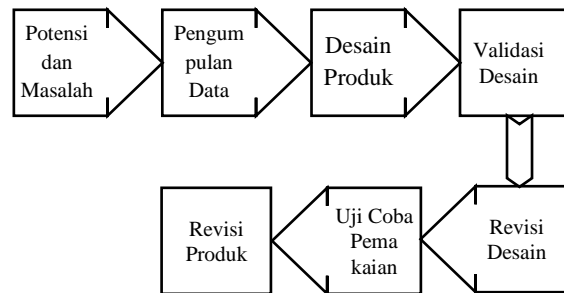 Potensi
dan
Masalah
Pengum
pulan
Data
Desain
Produk
Validasi
Desain
Revisi
Desain
Uji Coba
Pema
kaian
Revisi
Produk